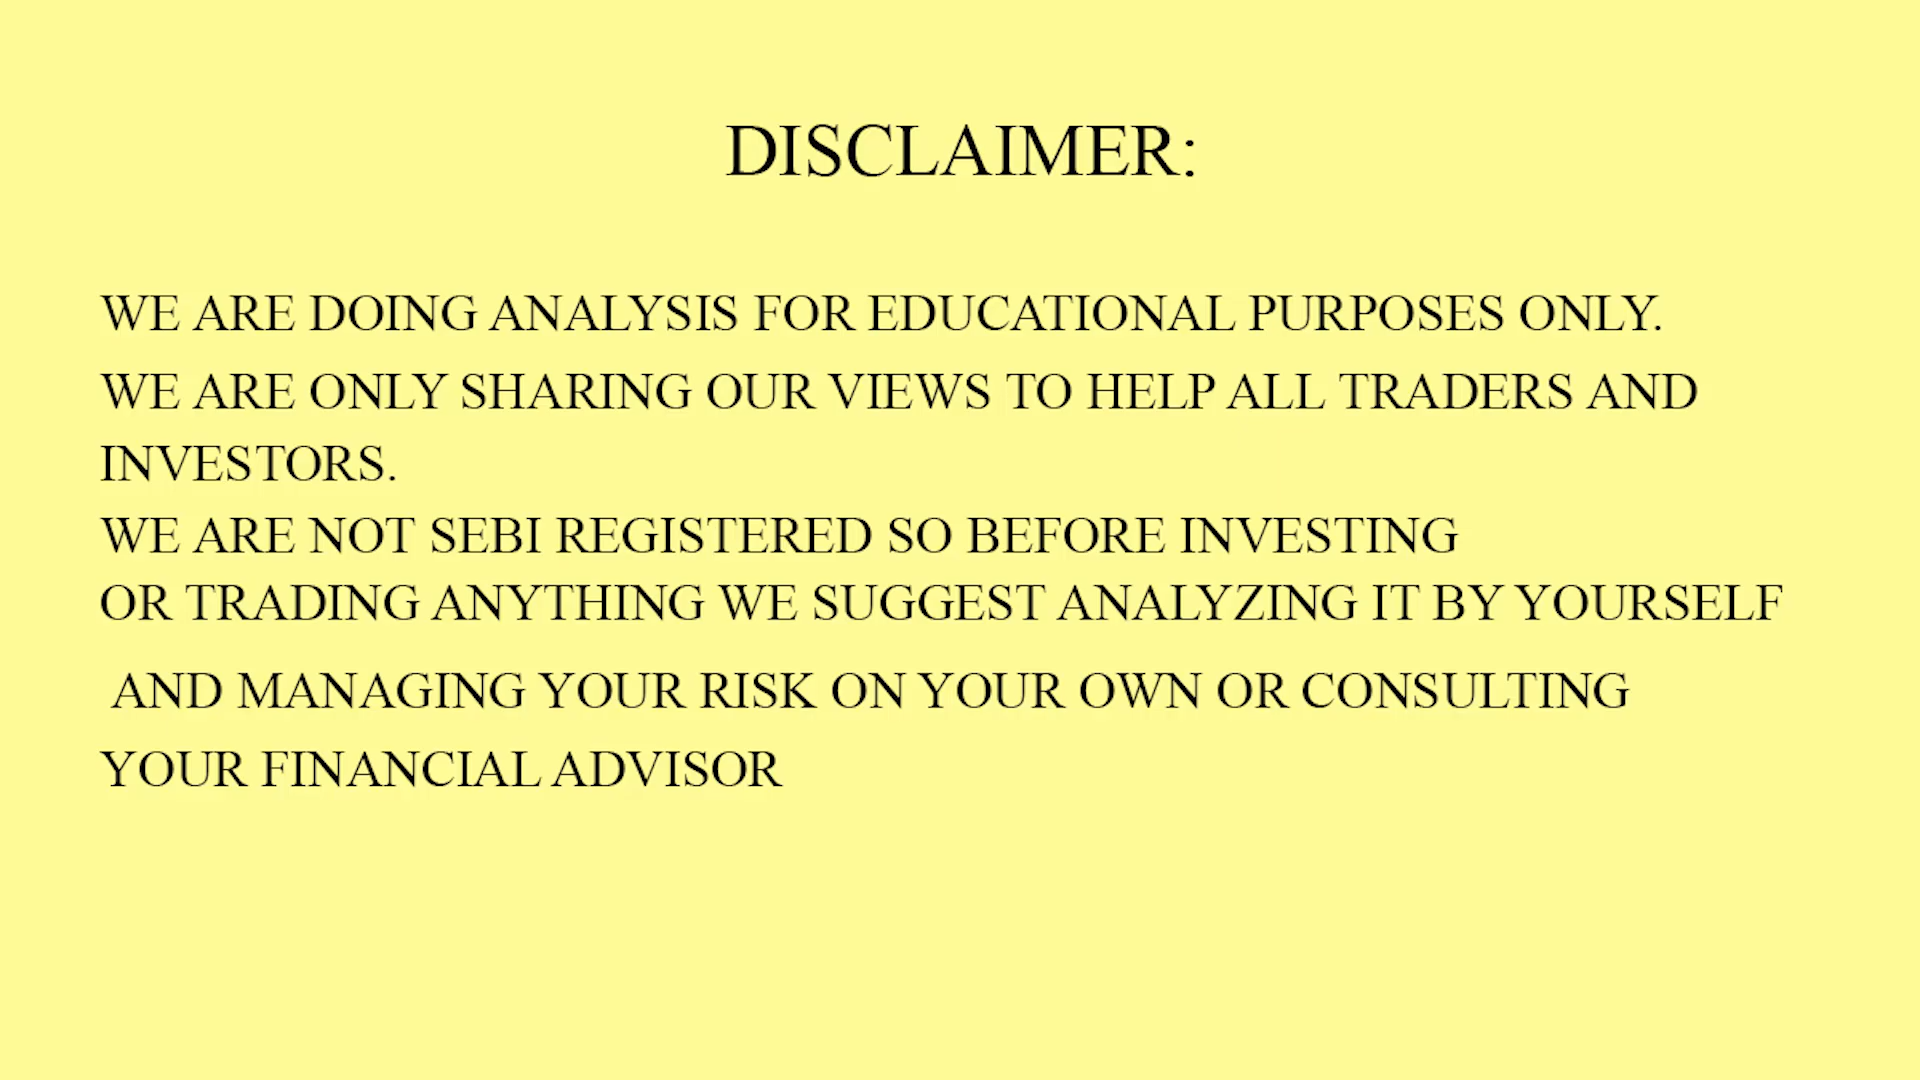 DISCLAIMER:
WE ARE DOING ANALYSIS FOR EDUCATIONAL PURPOSES ONLY.
WE ARE ONLY SHARING OUR VIEWS TO HELP ALL TRADERS AND
INVESTORS.
WE ARE NOT SEBI REGISTERED SO BEFORE INVESTING
OR TRADING ANYTHING WE SUGGEST ANALYZING IT BY YOURSELF
AND MANAGING YOUR RISK ON YOUR OWN OR CONSULTING
YOUR FINANCIAL ADVISOR